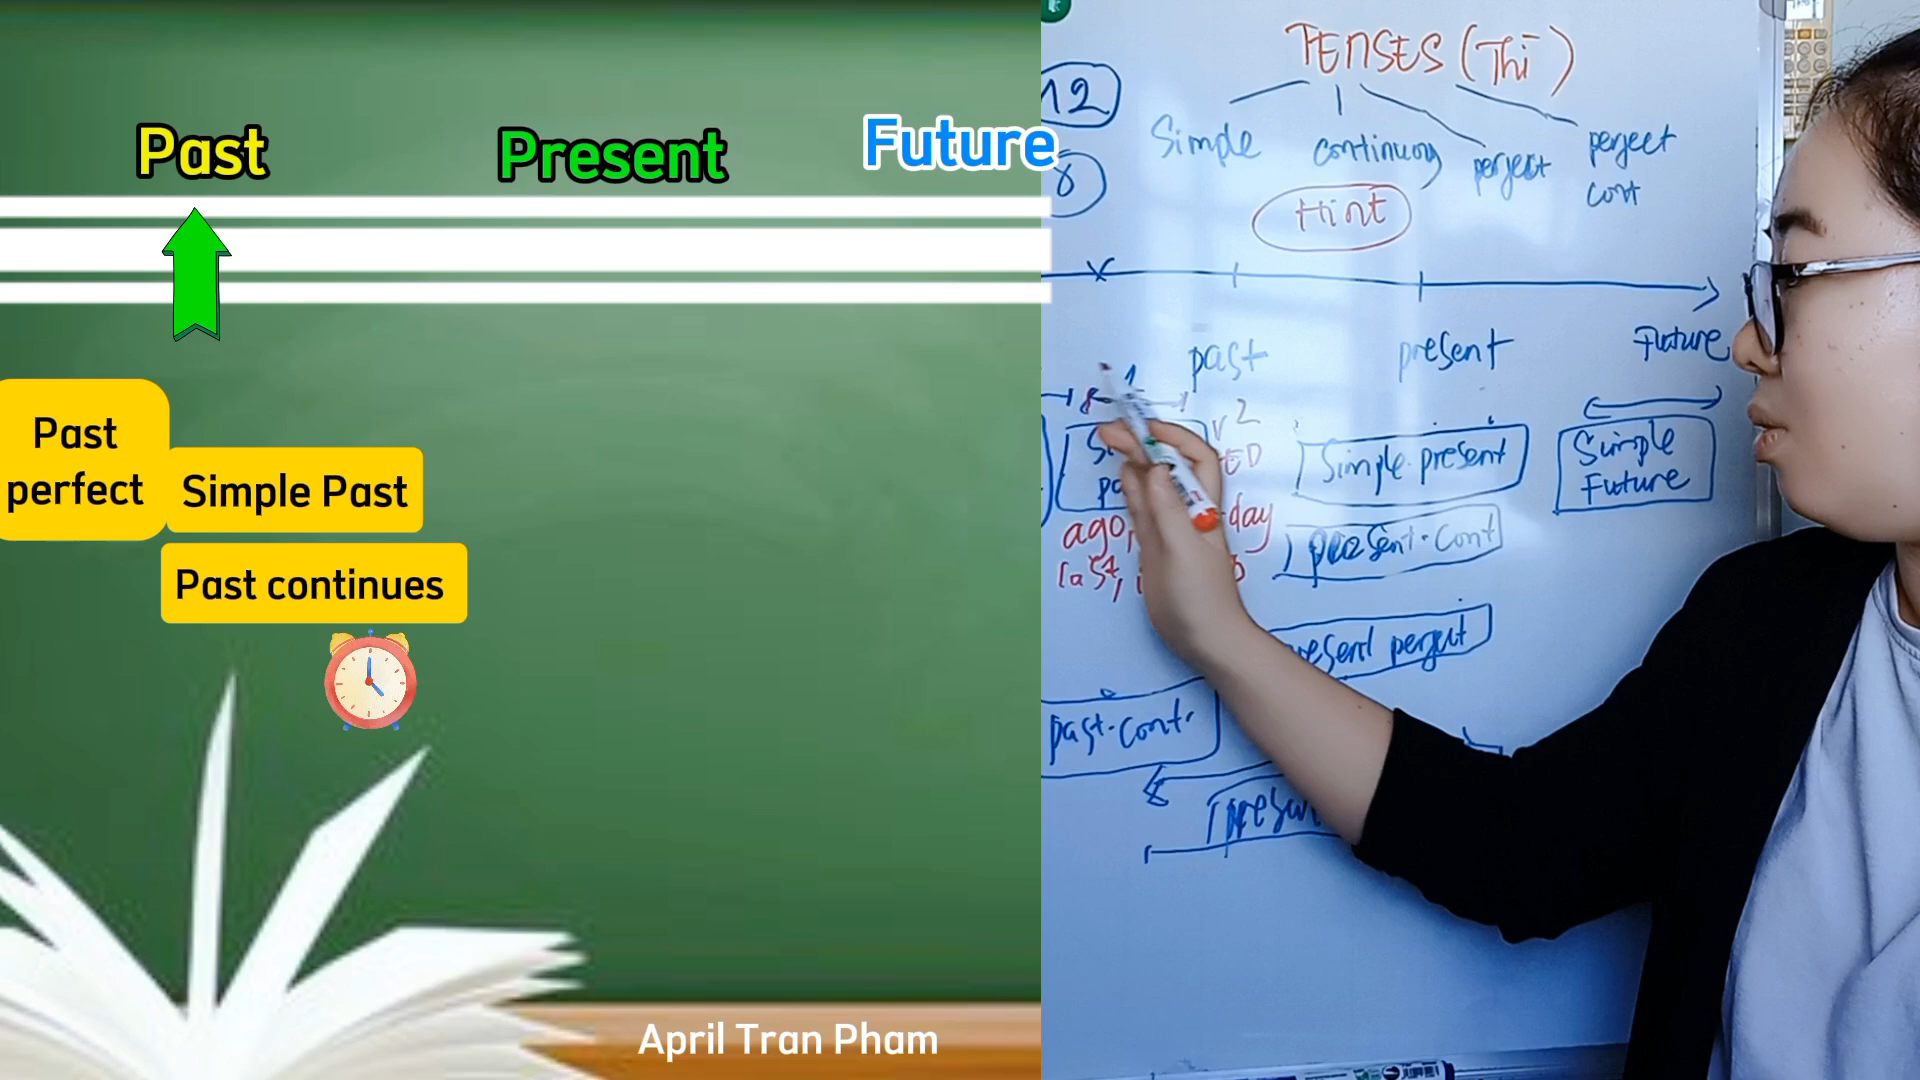 Past
Present
Future
Past
perfect
Simple Past
Past continues
April Tran Pham
TENSES (Thì)
12
8
Simple
continuous
perfect
perfect
cont
Hint
past
present
Future
V2
ED
Simple present
Simple
Future
ago,
day
last,
present. cont
present perfect
past. cont.